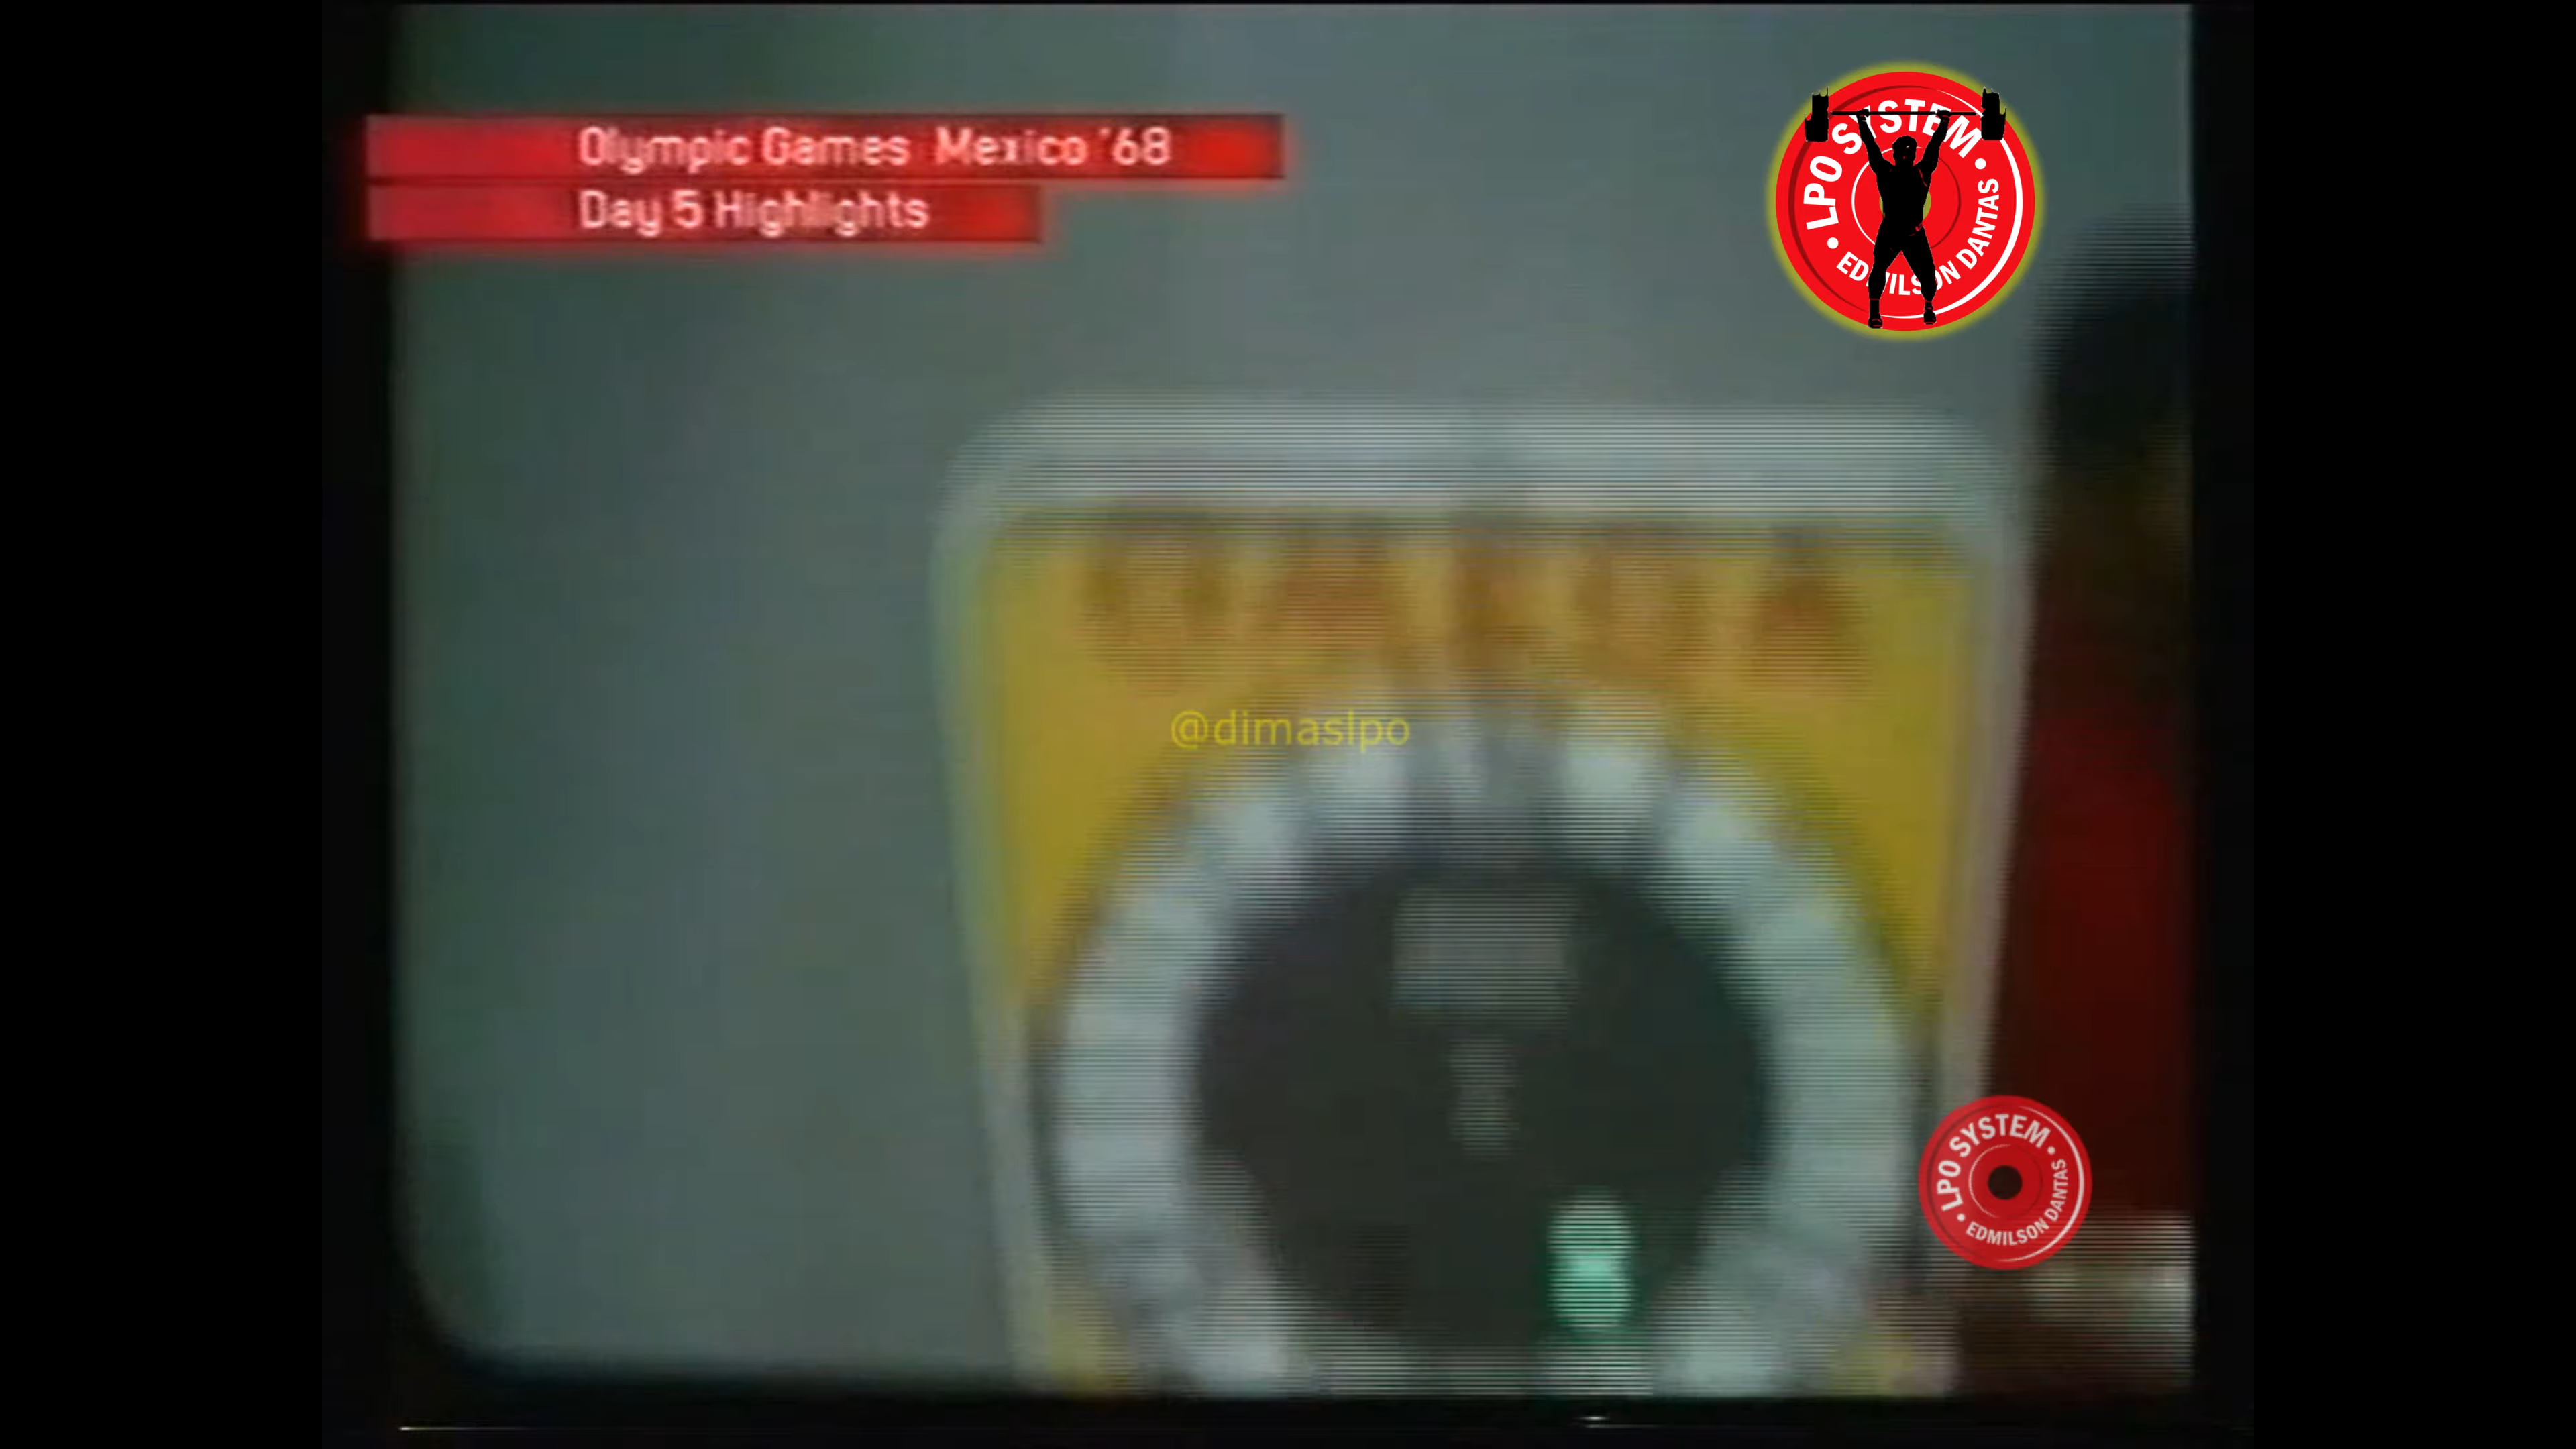 Olympic Games Mexico '68
Day 5 Highlights
LPO SYSTEM
EDMILSON DANTAS
@dimaslpo
LPO SYSTEM
EDMILSON DANTAS